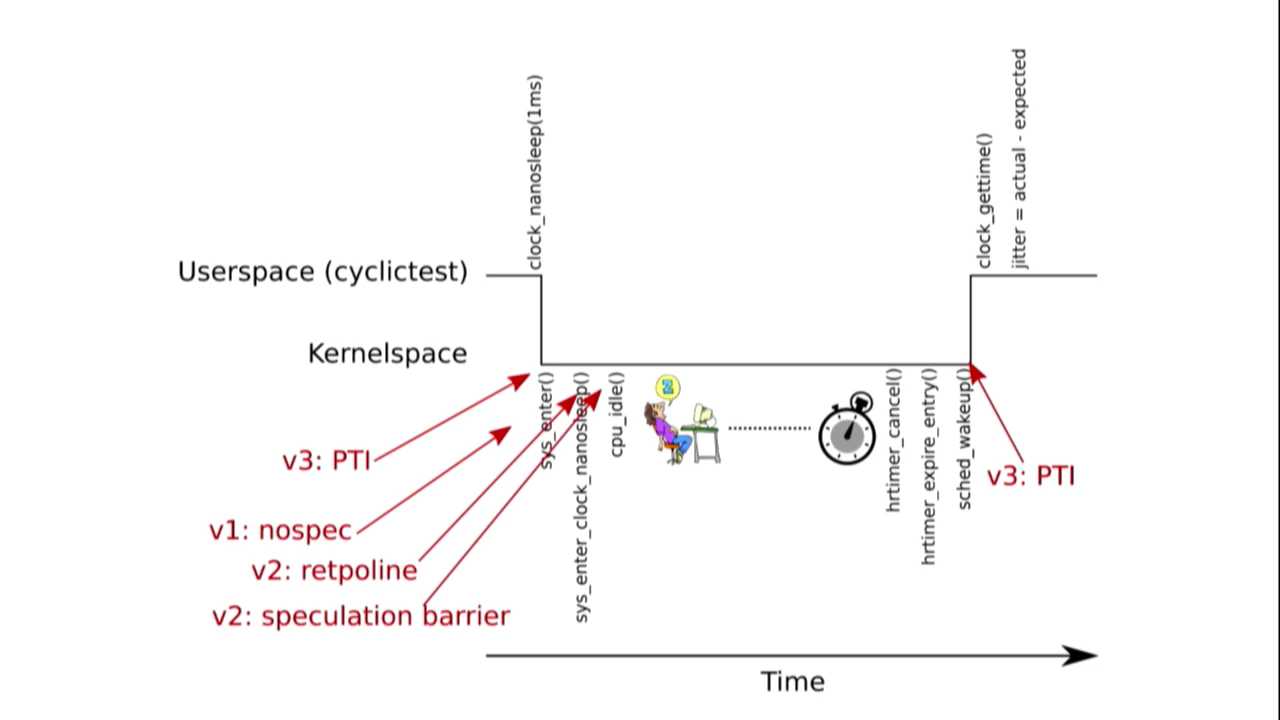 clock_nanosleep(1ms)
clock_gettime()
jitter = actual - expected
Userspace (cyclictest)
Kernelspace
sys_enter()
sys_enter_clock_nanosleep()
cpu_idle()
Z
hrtimer_cancel()
hrtimer_expire_entry()
sched_wakeup()
v3: PTI
v3: PTI
v1: nospec
v2: retpoline
v2: speculation barrier
Time